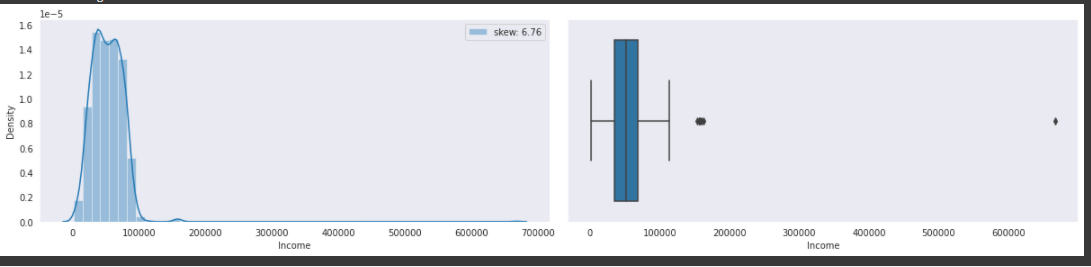 1e−5
skew: 6.76
Density
1.6
1.4
1.2
1.0
0.8
0.6
0.4
0.2
0.0
0 100000 200000 300000 400000 500000 600000 700000
Income
0 100000 200000 300000 400000 500000 600000
Income